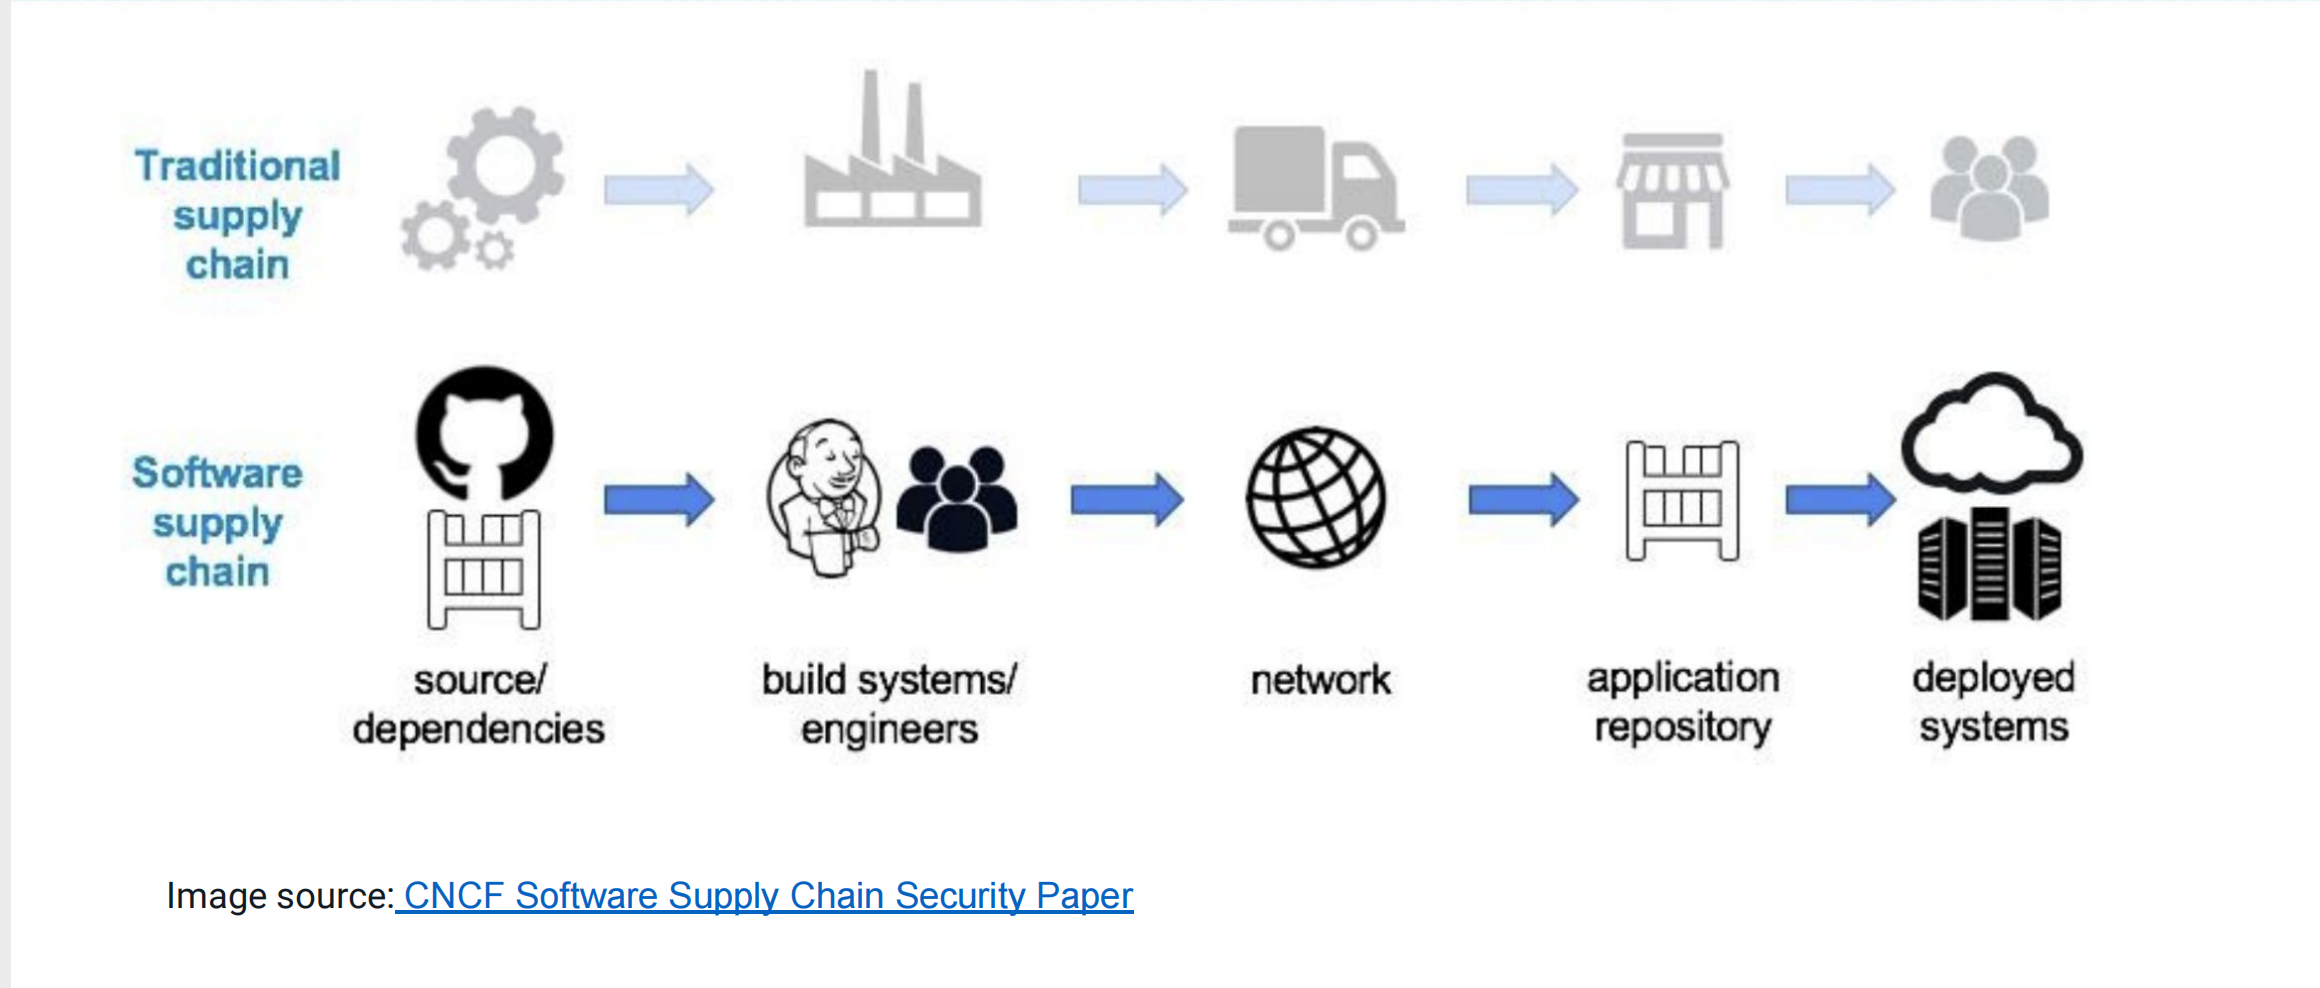 Traditional
supply
chain
Software
supply
chain
source/
dependencies
build systems/
engineers
network
application
repository
deployed
systems
Image source: CNCF Software Supply Chain Security Paper